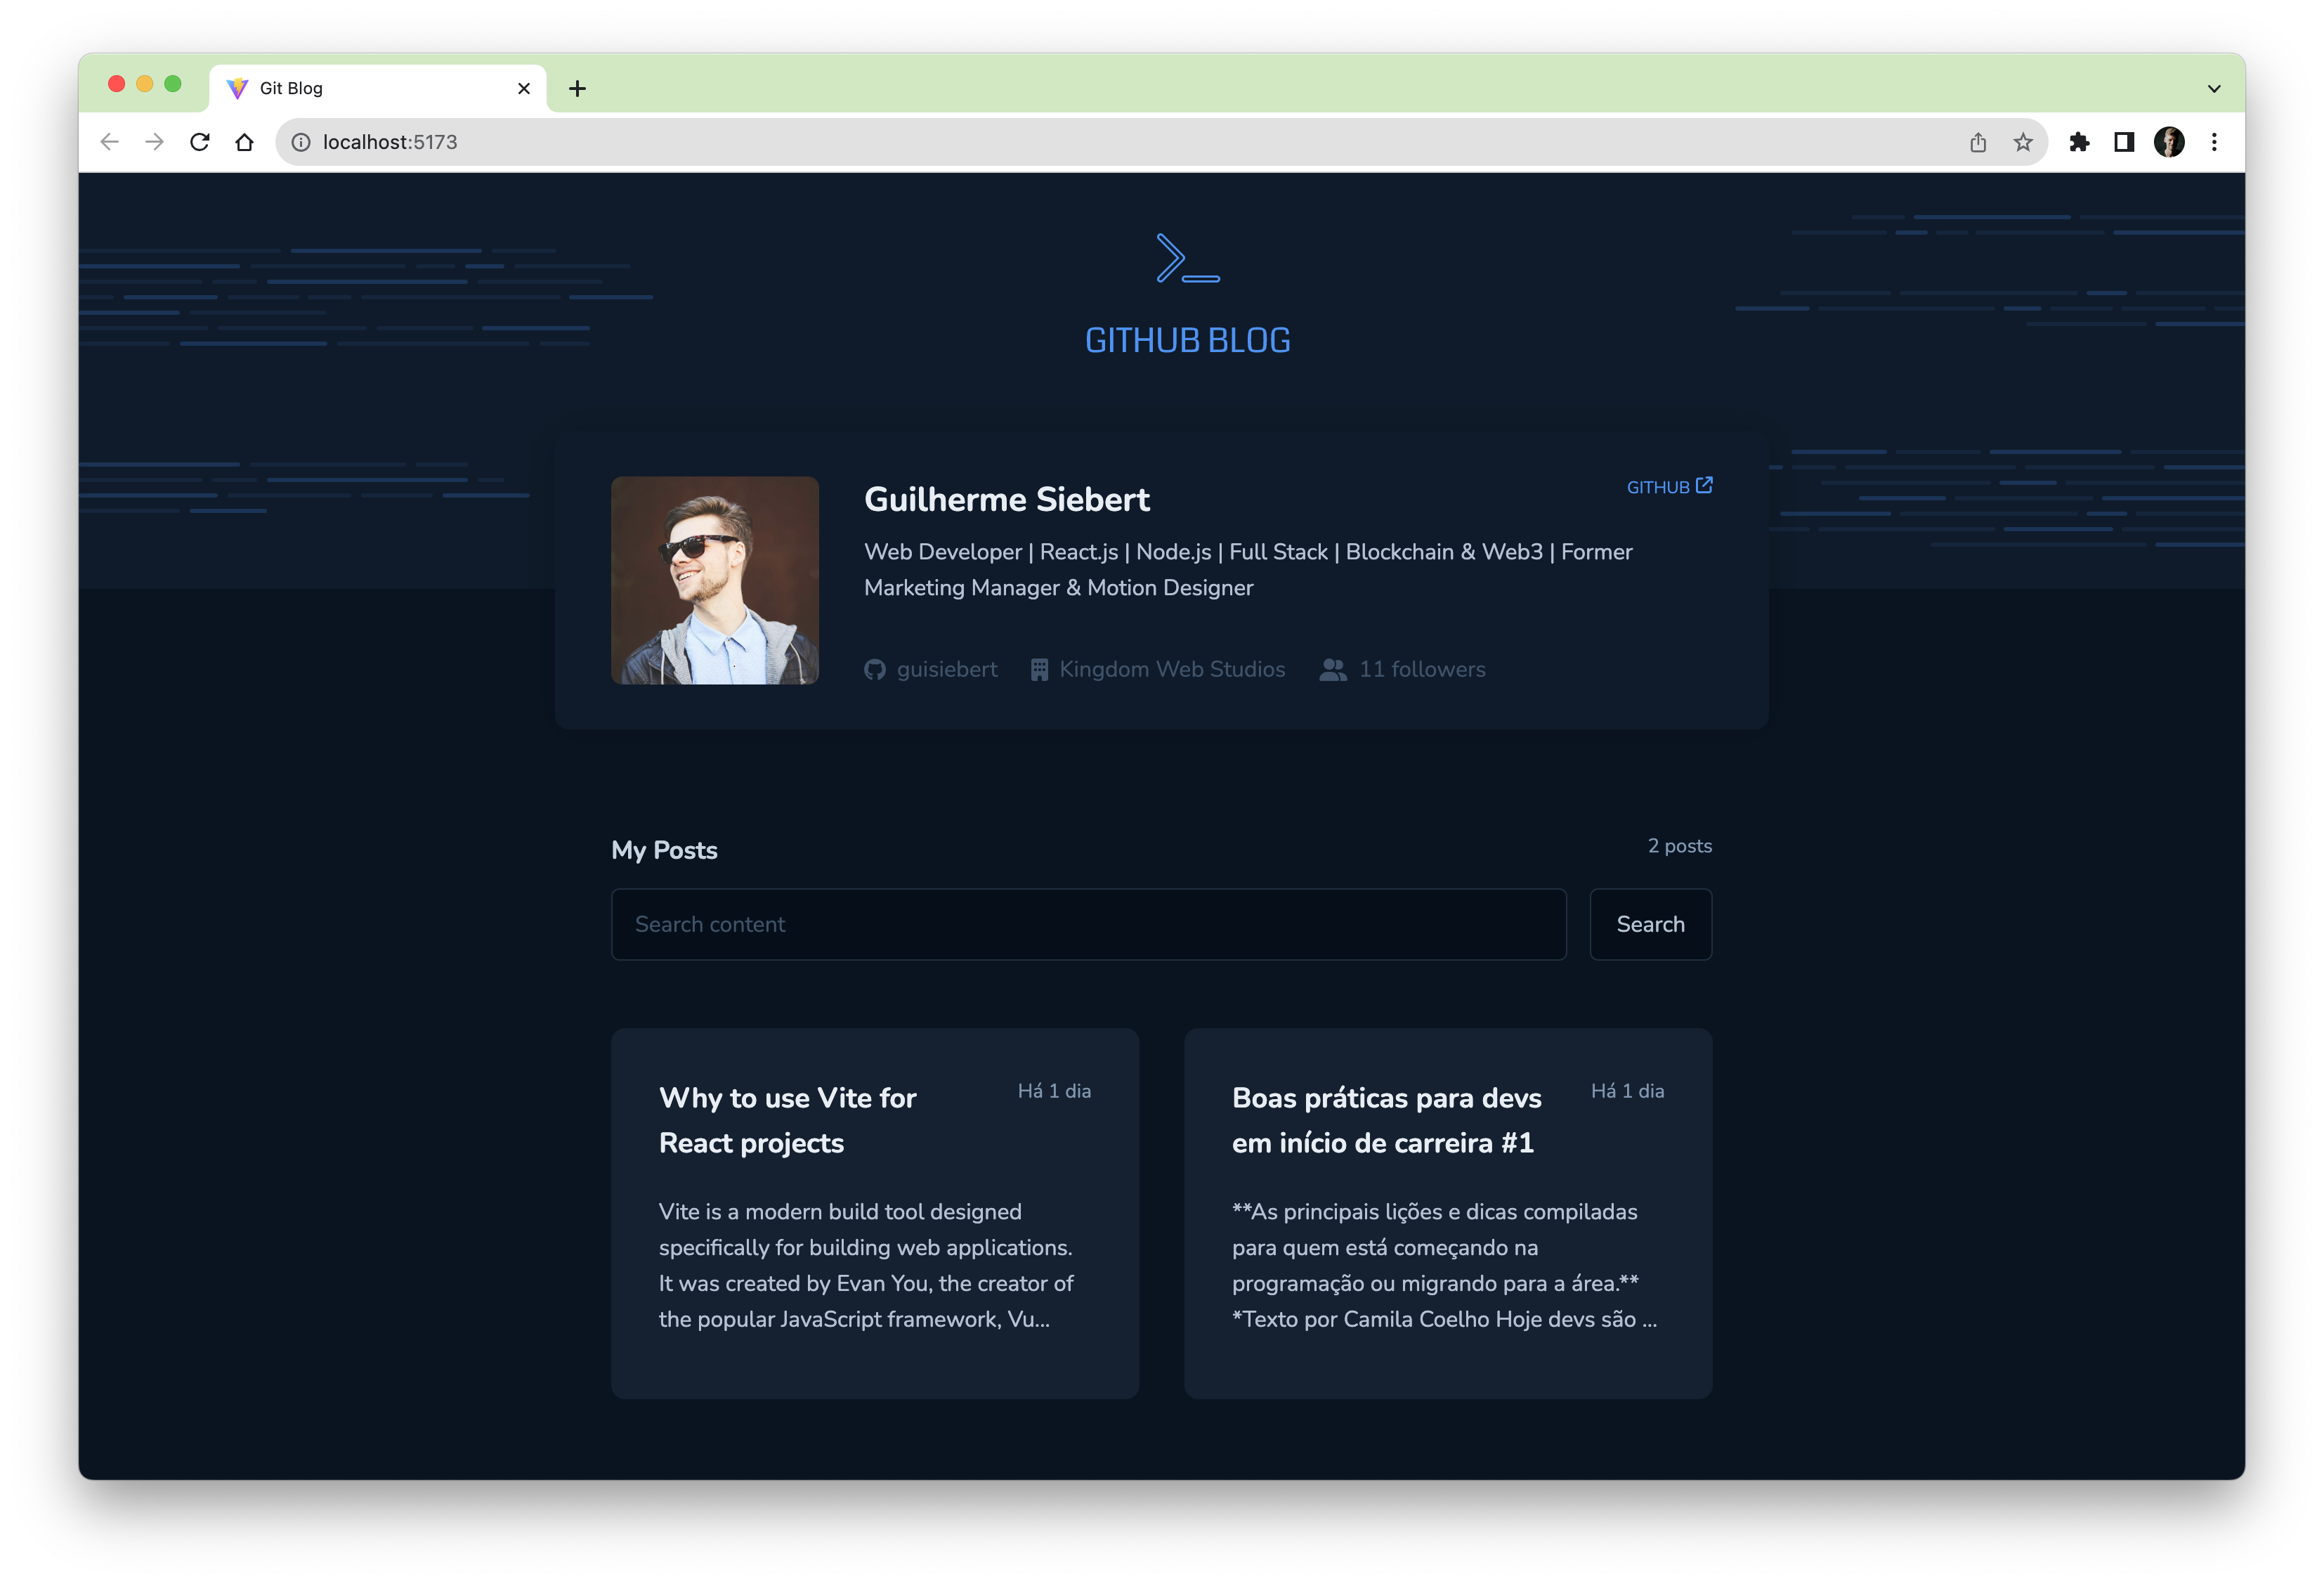 Git Blog
localhost:5173
GITHUB BLOG
Guilherme Siebert
GITHUB
Web Developer | React.js | Node.js | Full Stack | Blockchain & Web3 | Former
Marketing Manager & Motion Designer
guisiebert
Kingdom Web Studios
11 followers
My Posts
2 posts
Search content
Search
Why to use Vite for
React projects
Há 1 dia
Vite is a modern build tool designed
specifically for building web applications.
It was created by Evan You, the creator of
the popular JavaScript framework, Vu...
Boas práticas para devs
em início de carreira #1
Há 1 dia
**As principais lições e dicas compiladas
para quem está começando na
programação ou migrando para a área.**
*Texto por Camila Coelho Hoje devs são ...